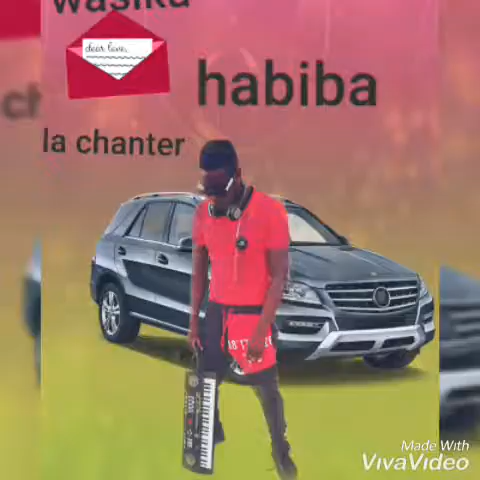 wasika
dear love,
habiba
la chanter
Made With
VivaVideo